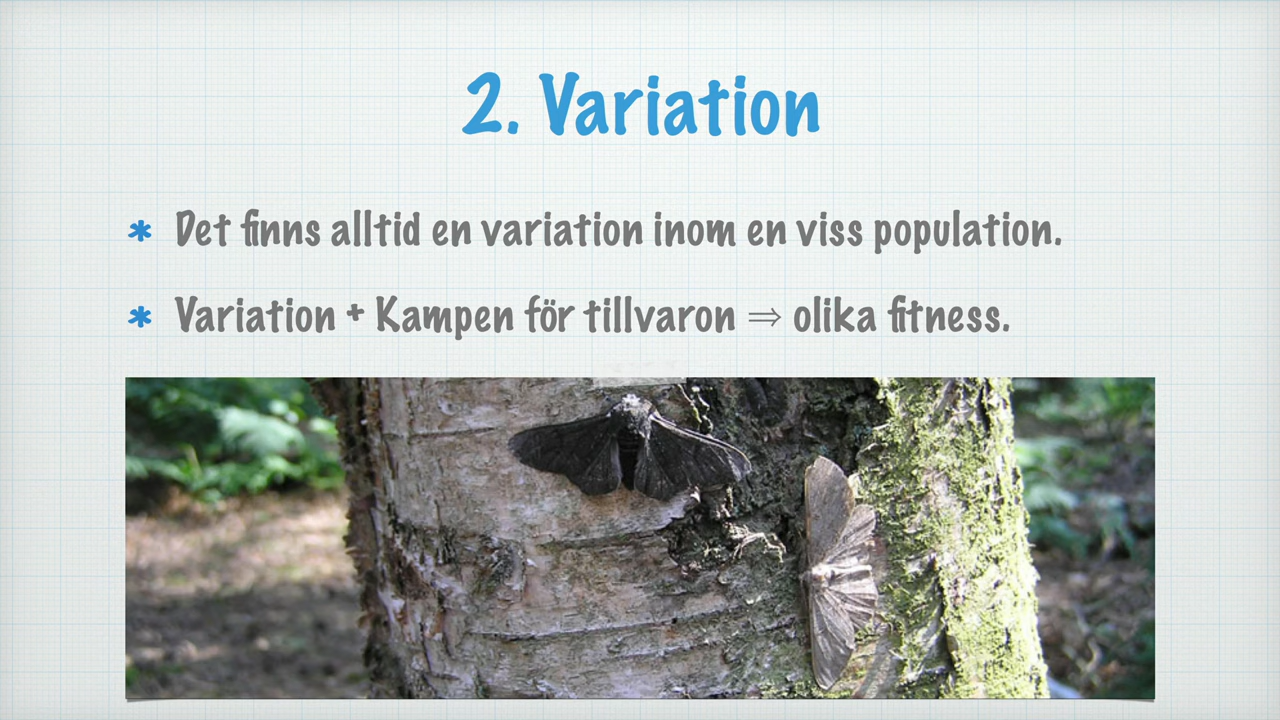 2. Variation
* Det finns alltid en variation inom en viss population.
* Variation + Kampen för tillvaron ⇒ olika fitness.